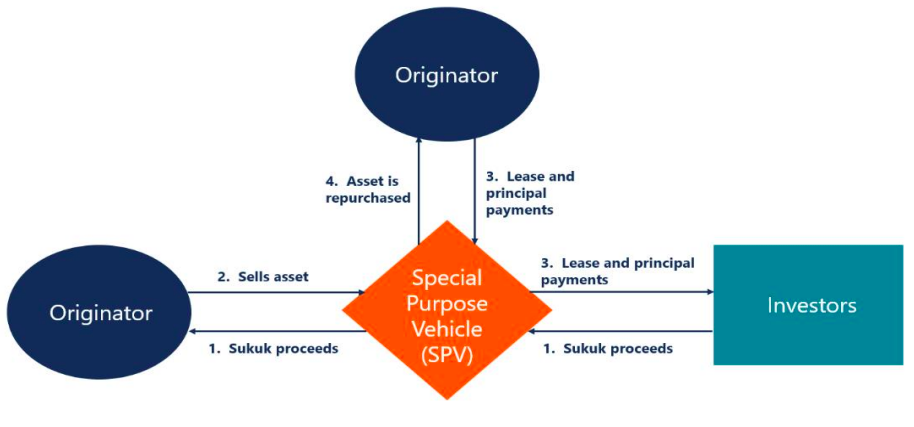 Originator
4. Asset is
repurchased
3. Lease and
principal
payments
Originator
2. Sells asset
1. Sukuk proceeds
Special
Purpose
Vehicle
(SPV)
3. Lease and principal
payments
1. Sukuk proceeds
Investors